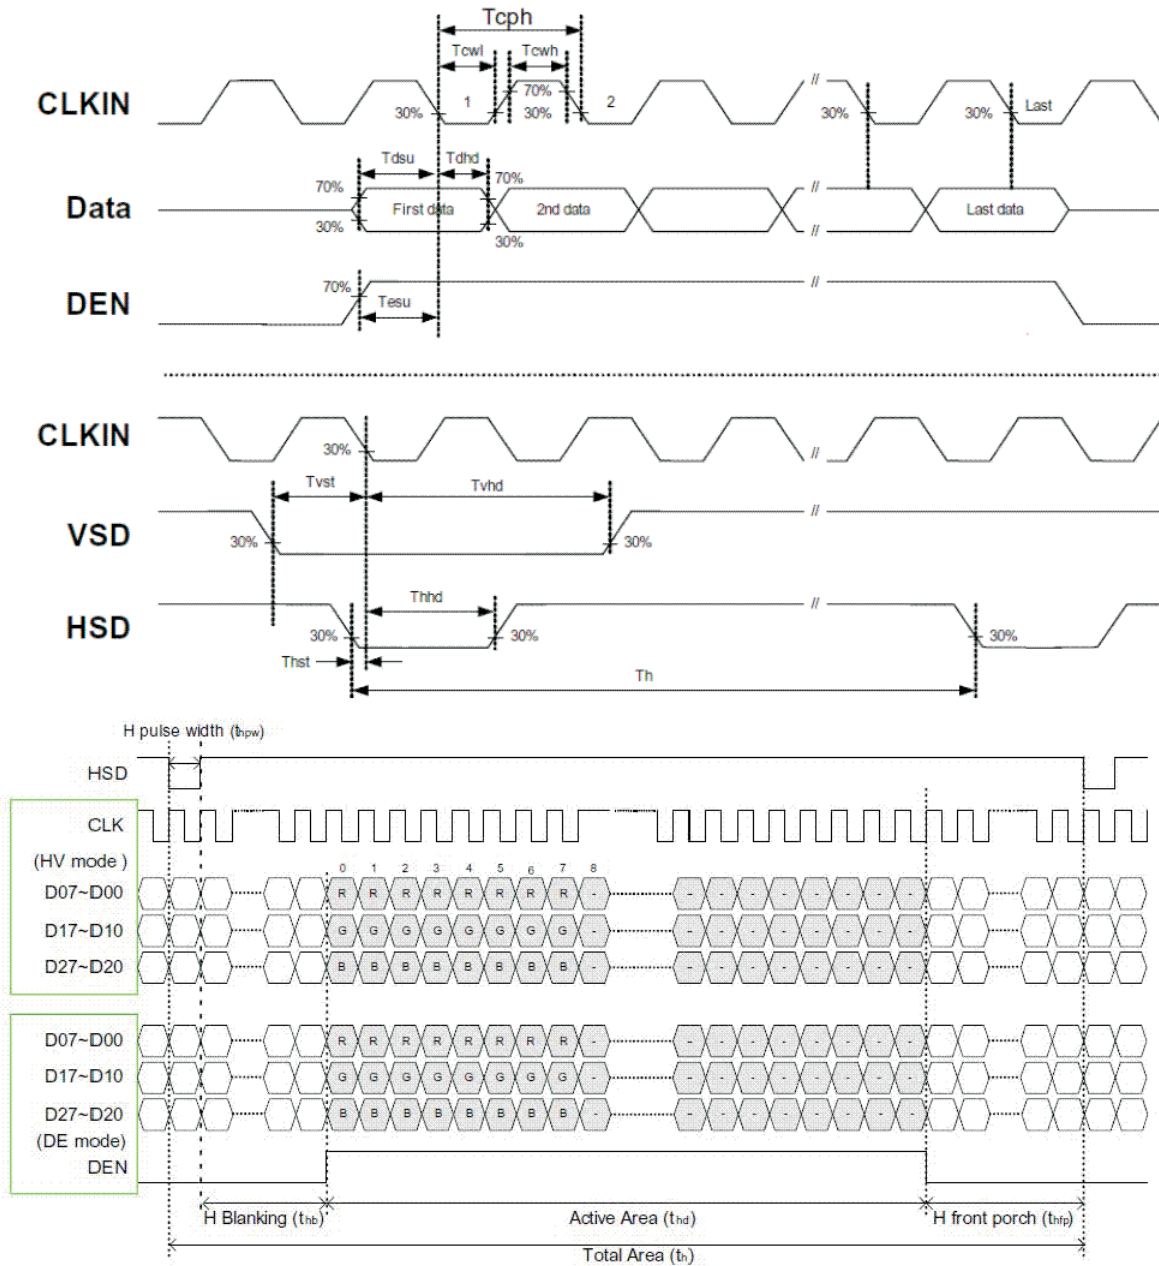 Tcph
Tcwl Tcwh
CLKIN 30% 1 70% 30% 2 // 30% 30% Last
Tdsu Tdhd
70% 70%
Data First data 2nd data // // Last data
30% 30%
DEN 70% Tesu //
CLKIN 30% //
Tvst Tvhd
VSD 30% 30% //
Thhd
HSD 30% 30% // 30%
Thst
Th
H pulse width (thpw)
HSD
CLK
(HV mode )
0 1 2 3 4 5 6 7 8
D07~D00 R R R R R R R R - - - - - - - - -
D17~D10 G G G G G G G G - - - - - - - - -
D27~D20 B B B B B B B B - - - - - - - - -
D07~D00 R R R R R R R R - - - - - - - - -
D17~D10 G G G G G G G G - - - - - - - - -
D27~D20 B B B B B B B B - - - - - - - - -
(DE mode)
DEN
H Blanking (thb) Active Area (thd) H front porch (thfp)
Total Area (th)